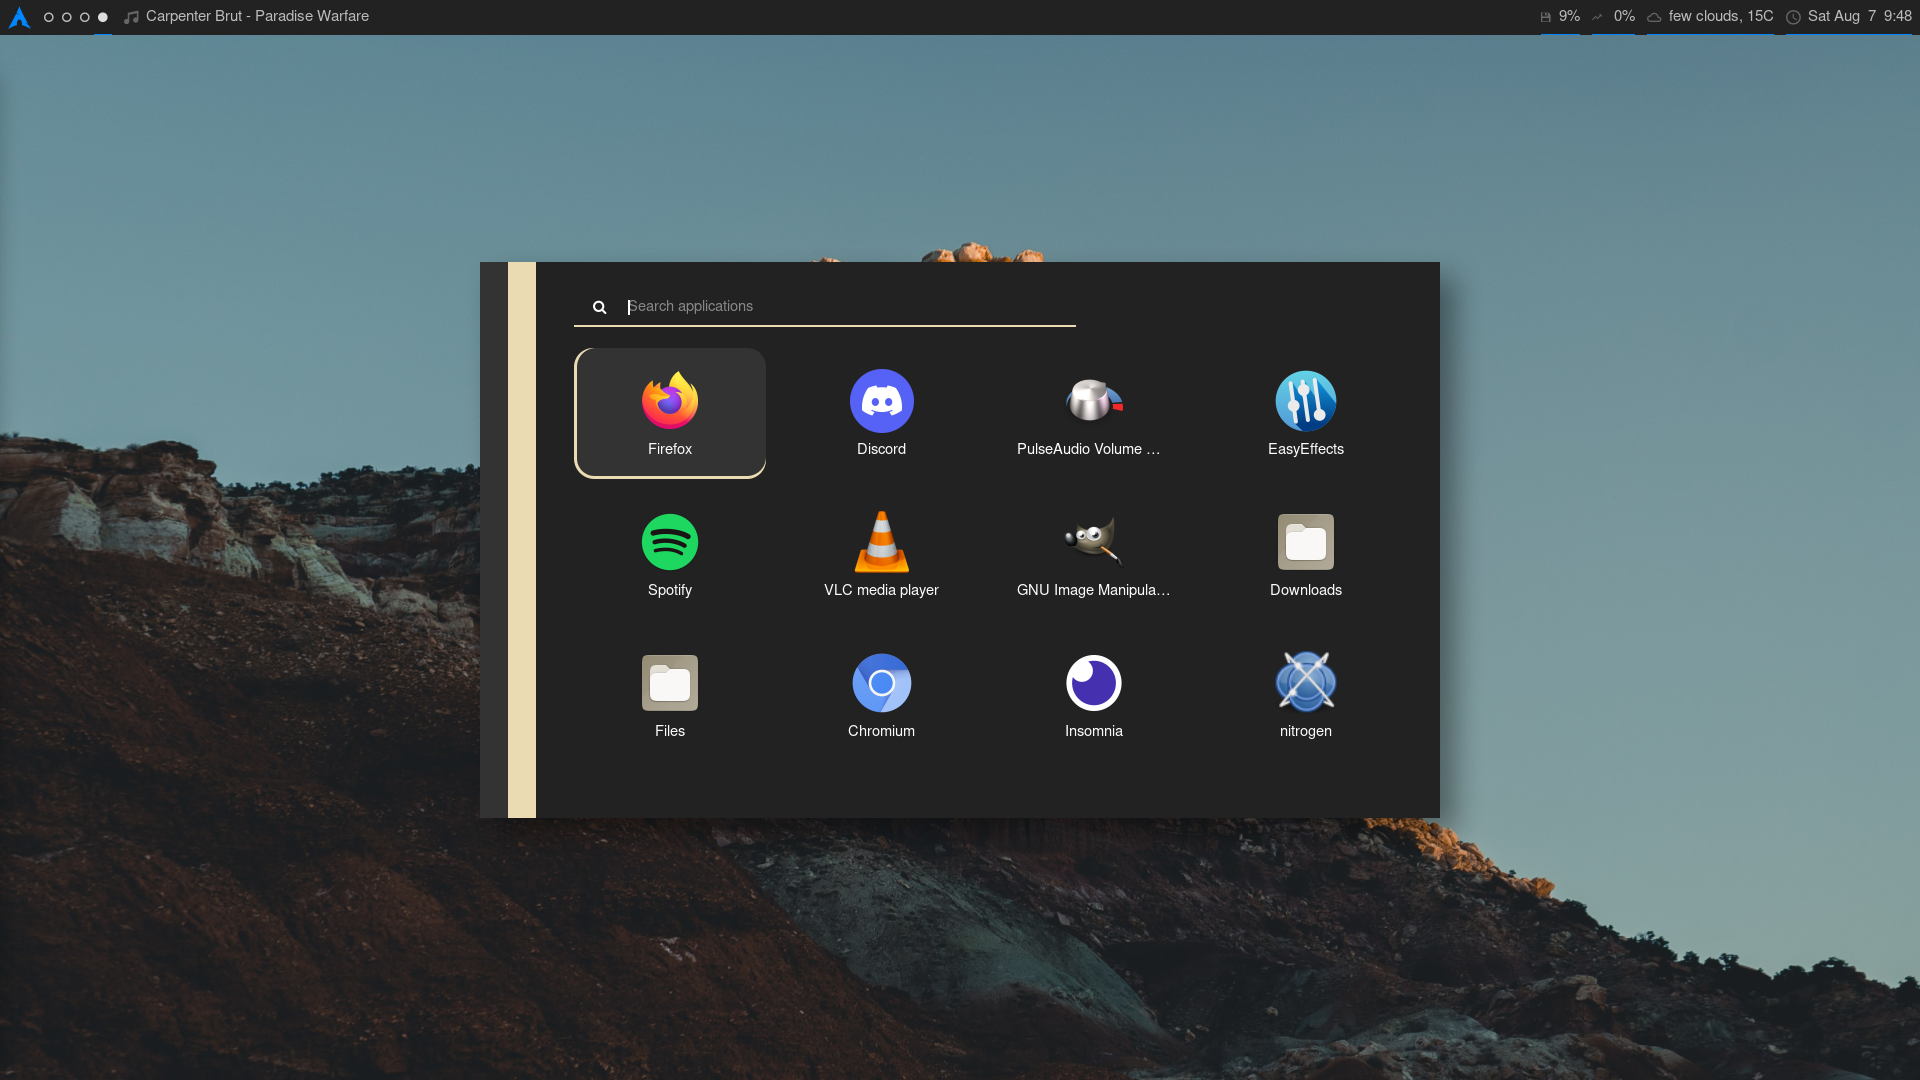 Carpenter Brut - Paradise Warfare
9%
0%
few clouds, 15C
Sat Aug 7 9:48
Search applications
Firefox
Discord
PulseAudio Volume …
EasyEffects
Spotify
VLC media player
GNU Image Manipula…
Downloads
Files
Chromium
Insomnia
nitrogen